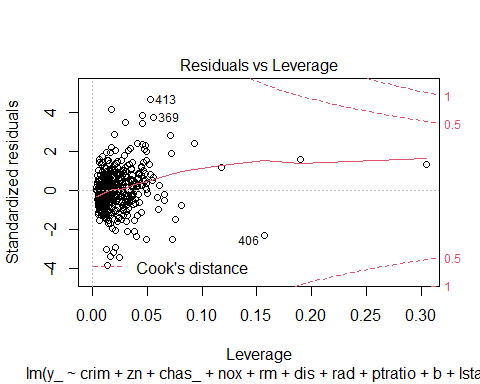 Residuals vs Leverage
Standardized residuals
4
2
0
-2
-4
413
369
406
1
0.5
0.5
1
Cook's distance
0.00 0.05 0.10 0.15 0.20 0.25 0.30
Leverage
lm(y_ ~ crim + zn + chas_ + nox + rm + dis + rad + ptratio + b + lsta